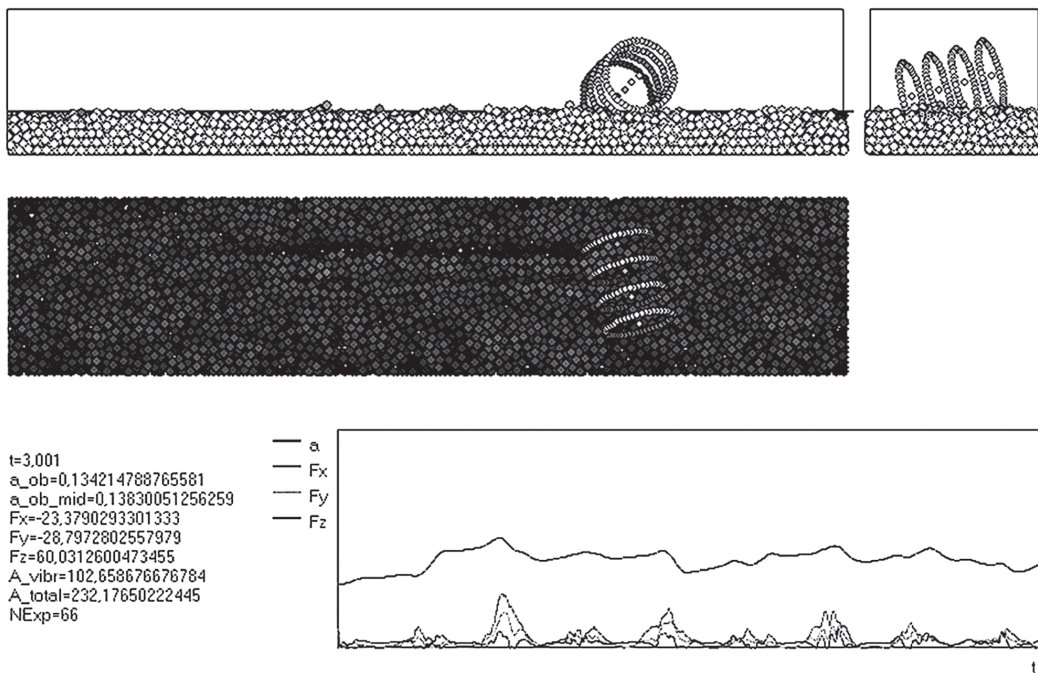 t=3,001
a_ob=0,134214788765581
a_ob_mid=0,13830051256259
Fx=-23,3790293301333
Fy=-28,7972802557979
Fz=60,0312600473455
A_vibr=102,658676676784
A_total=232,17650222445
NExp=66
a
Fx
Fy
Fz
t